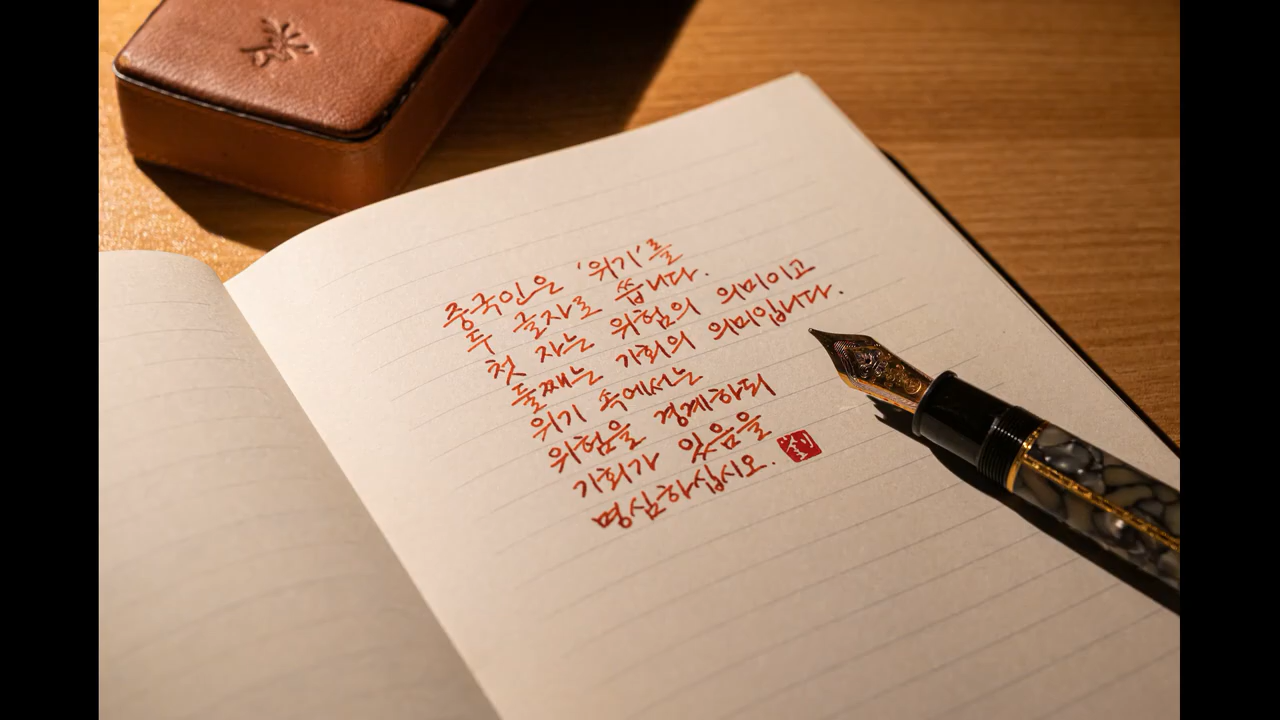 중국인은 '위기'를
두 글자로 씁니다.
첫 자는 위험의 의미이고
둘째는 기회의 의미입니다.
위기 속에서는
위험을 경계하되
기회가 있음을
명심하십시오.